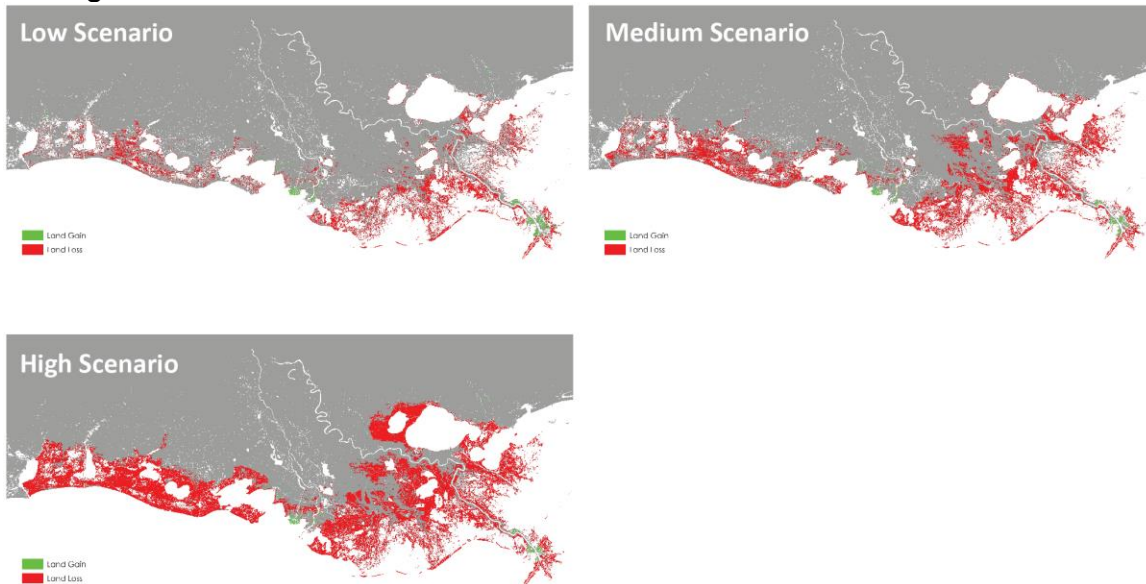 Low Scenario
Land Gain
Land Loss
Medium Scenario
Land Gain
Land Loss
High Scenario
Land Gain
Land Loss